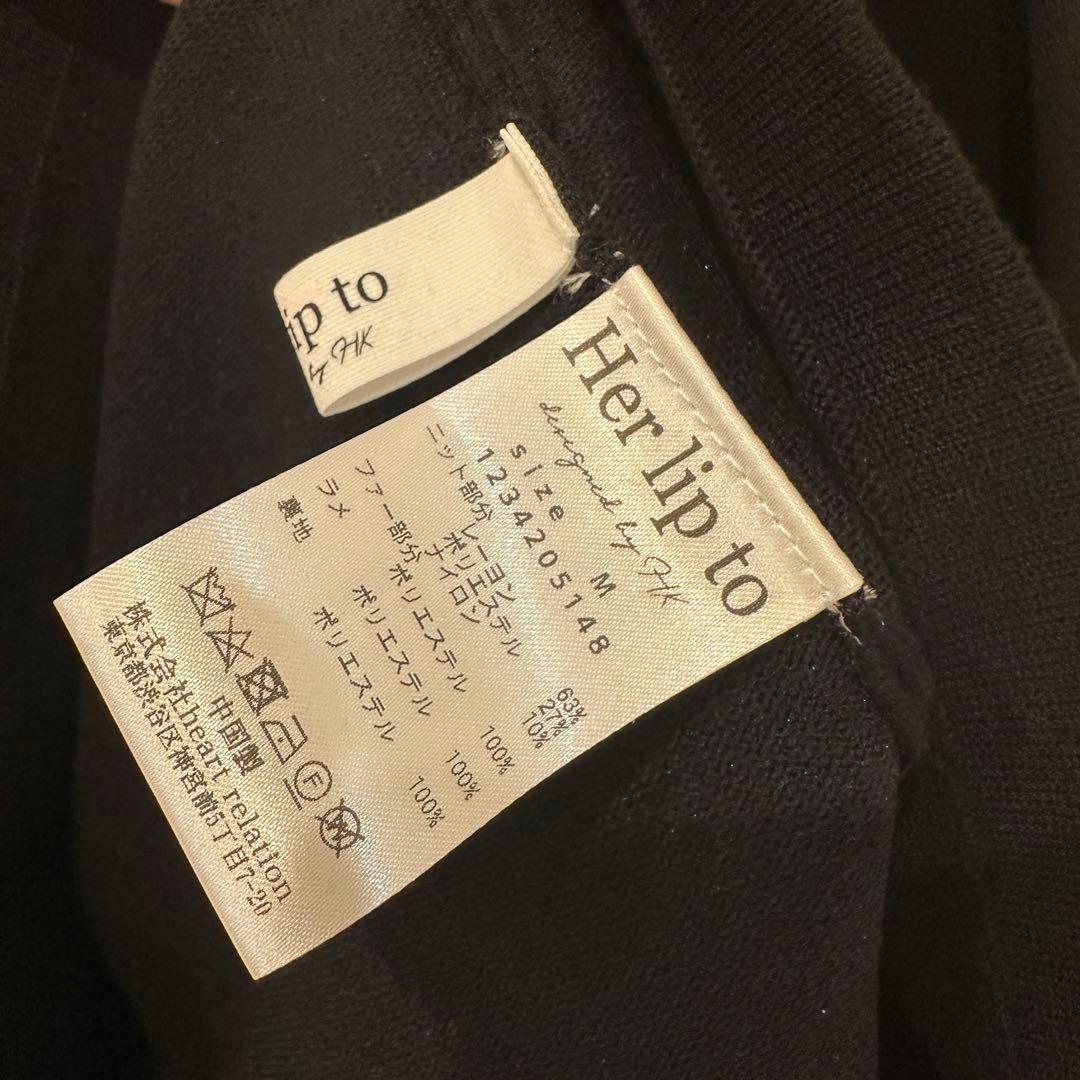 ip to
by HK
Her lip to
designed by HK
size M
1234205148
ニット部分 レーヨン 63%
ポリエステル 27%
ナイロン 10%
ファー部分 ポリエステル 100%
ラメ ポリエステル 100%
裏地 ポリエステル 100%
F
W
中国製
株式会社heart relation
東京都渋谷区神宮前5丁目7-20